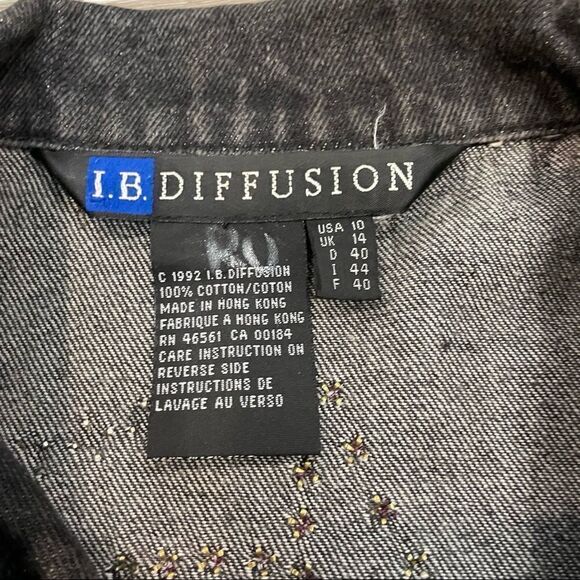 I.B. DIFFUSION
RO
C 1992 I.B.DIFFUSION
100% COTTON/COTON
MADE IN HONG KONG
FABRIQUE A HONG KONG
RN 46561 CA 00184
CARE INSTRUCTION ON
REVERSE SIDE
INSTRUCTIONS DE
LAVAGE AU VERSO
USA 10
UK 14
D 40
I 44
F 40